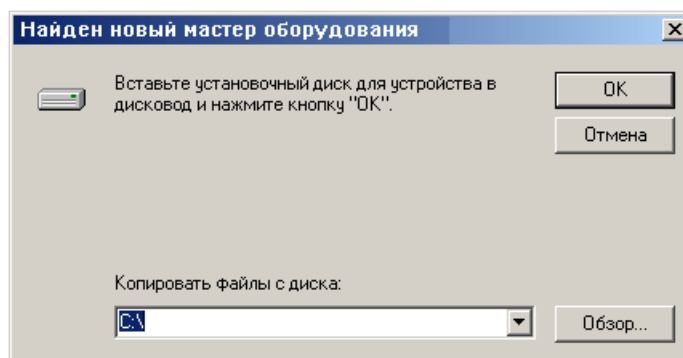 Найден новый мастер оборудования
Вставьте установочный диск для устройства в
дисковод и нажмите кнопку "ОК".
ОК
Отмена
Копировать файлы с диска:
C:\
Обзор...